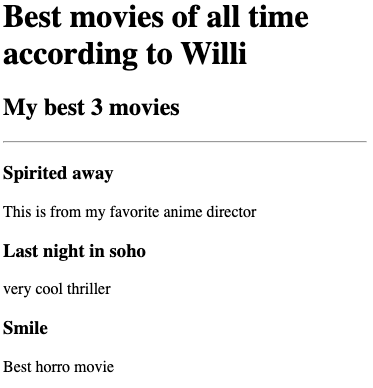 Best movies of all time
according to Willi
My best 3 movies
Spirited away
This is from my favorite anime director
Last night in soho
very cool thriller
Smile
Best horro movie